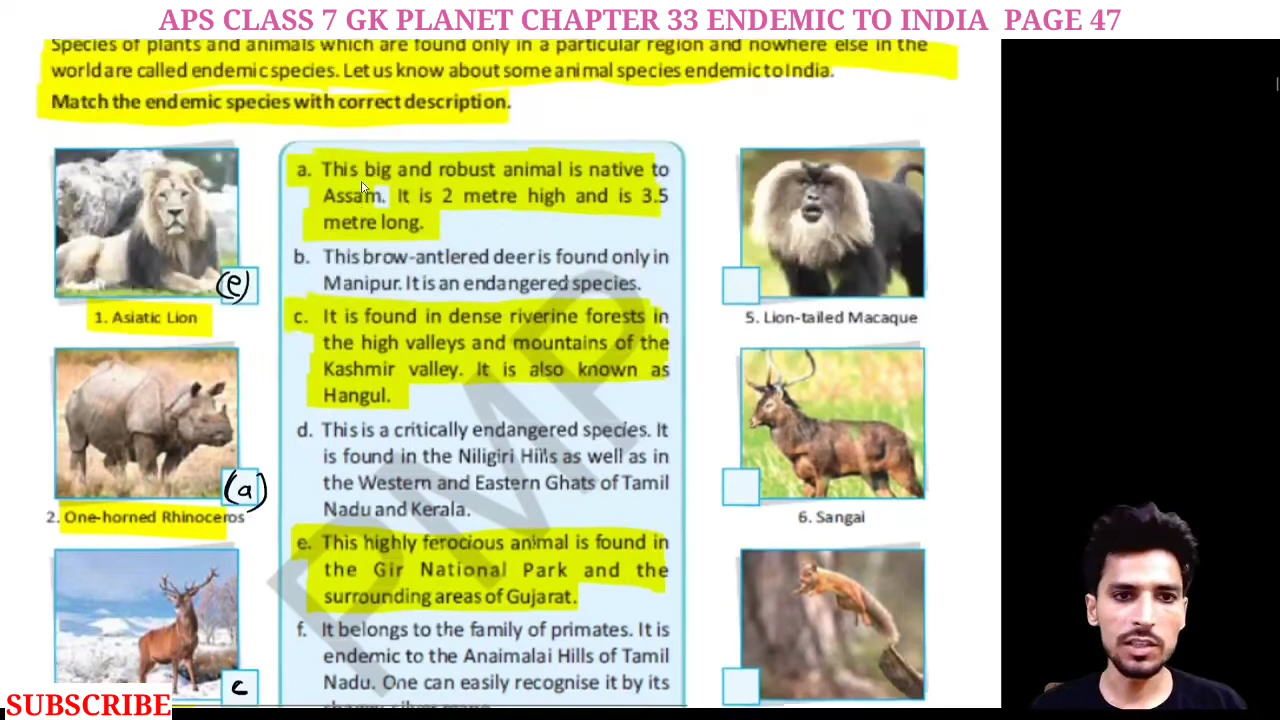 APS CLASS 7 GK PLANET CHAPTER 33 ENDEMIC TO INDIA PAGE 47
Species of plants and animals which are found only in a particular region and nowhere else in the
world are called endemic species. Let us know about some animal species endemic to India.
Match the endemic species with correct description.
(e)
1. Asiatic Lion
(a)
2. One-horned Rhinoceros
c
a. This big and robust animal is native to
Assam. It is 2 metre high and is 3.5
metre long.
b. This brow-antlered deer is found only in
Manipur. It is an endangered species.
c. It is found in dense riverine forests in
the high valleys and mountains of the
Kashmir valley. It is also known as
Hangul.
d. This is a critically endangered species. It
is found in the Niligiri Hills as well as in
the Western and Eastern Ghats of Tamil
Nadu and Kerala.
e. This highly ferocious animal is found in
the Gir National Park and the
surrounding areas of Gujarat.
f. It belongs to the family of primates. It is
endemic to the Anaimalai Hills of Tamil
Nadu. One can easily recognise it by its
shaggy silver mane.
PMP
5. Lion-tailed Macaque
6. Sangai
SUBSCRIBE